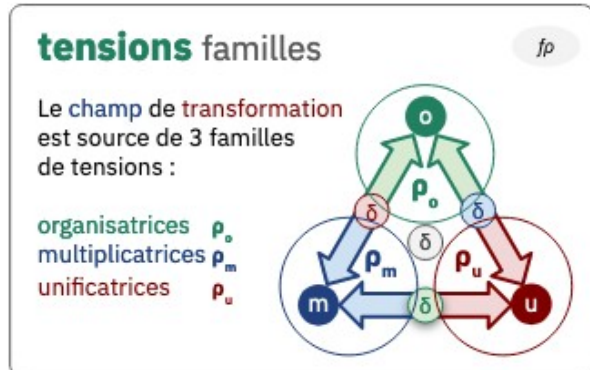 tensions familles
fρ
Le champ de transformation
est source de 3 familles
de tensions :
organisatrices ρₒ
multiplicatrices ρₘ
unificatrices ρᵤ
o
ρₒ
δ
δ
δ
ρₘ
ρᵤ
m
δ
u